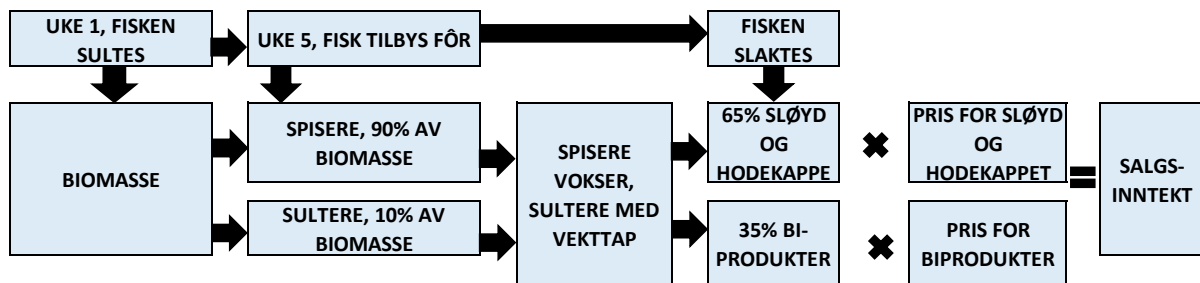 UKE 1, FISKEN
SULTES
UKE 5, FISK TILBYS FÔR
FISKEN
SLAKTES
BIOMASSE
SPISERE, 90% AV
BIOMASSE
SULTERE, 10% AV
BIOMASSE
SPISERE
VOKSER,
SULTERE MED
VEKTTAP
65% SLØYD
OG
HODEKAPPE
35% BI-
PRODUKTER
PRIS FOR SLØYD
OG
HODEKAPPET
PRIS FOR
BIPRODUKTER
SALGS-
INNTEKT